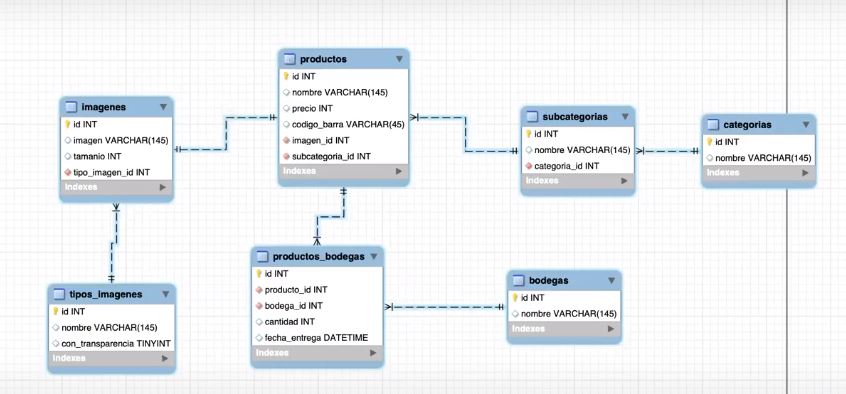 productos
id INT
nombre VARCHAR(145)
precio INT
codigo_barra VARCHAR(45)
imagen_id INT
subcategoria_id INT
Indexes
imagenes
id INT
imagen VARCHAR(145)
tamanio INT
tipo_imagen_id INT
Indexes
subcategorias
id INT
nombre VARCHAR(145)
categoria_id INT
Indexes
categorias
id INT
nombre VARCHAR(145)
Indexes
tipos_imagenes
id INT
nombre VARCHAR(145)
con_transparencia TINYINT
Indexes
productos_bodegas
id INT
producto_id INT
bodega_id INT
cantidad INT
fecha_entrega DATETIME
Indexes
bodegas
id INT
nombre VARCHAR(145)
Indexes